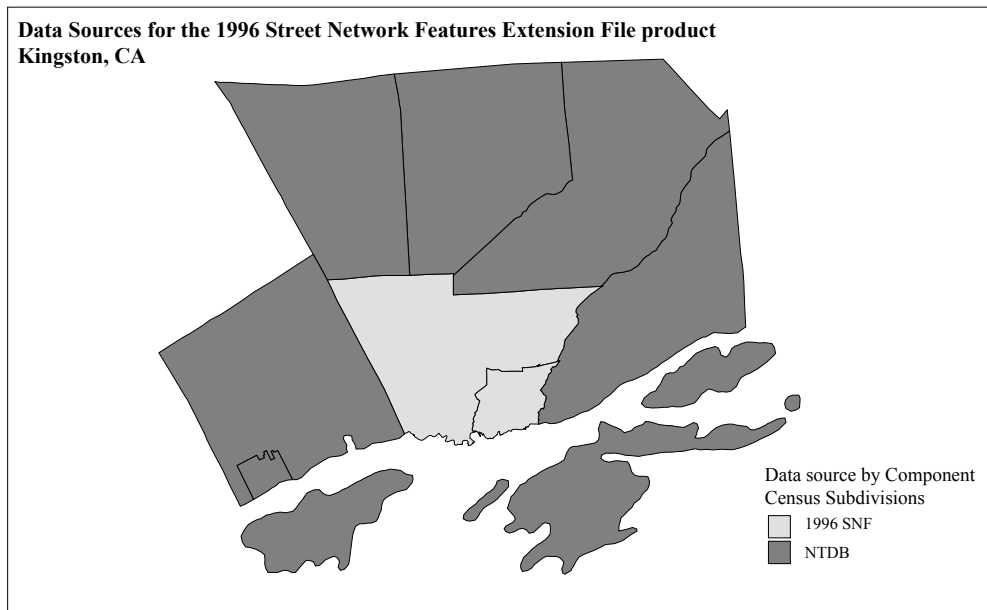 Data Sources for the 1996 Street Network Features Extension File product
Kingston, CA
Data source by Component
Census Subdivisions
1996 SNF
NTDB